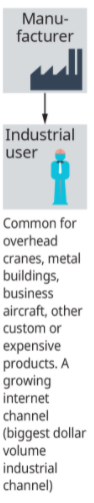 Manu-
facturer
Industrial
user
Common for
overhead
cranes, metal
buildings,
business
aircraft, other
custom or
expensive
products. A
growing
internet
channel
(biggest dollar
volume
industrial
channel)